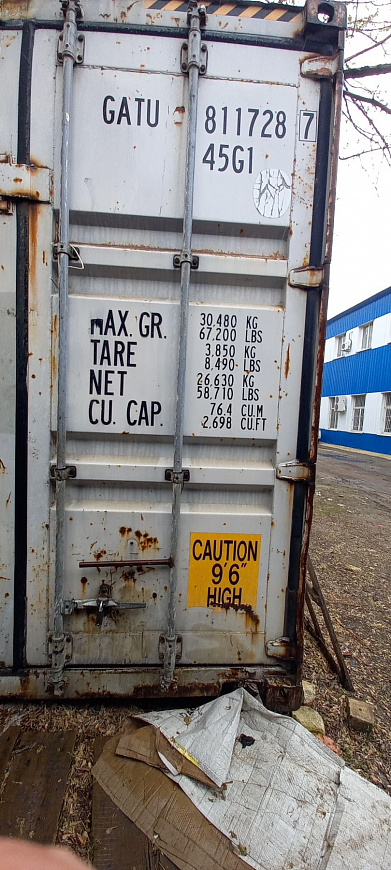 GATU 811728 7
45G1
MAX. GR. 30.480 KG
67,200 LBS
TARE 3.850 KG
8,490 LBS
NET 26.630 KG
58,710 LBS
CU. CAP. 76.4 CU.M
2,698 CU.FT
CAUTION
9'6"
HIGH